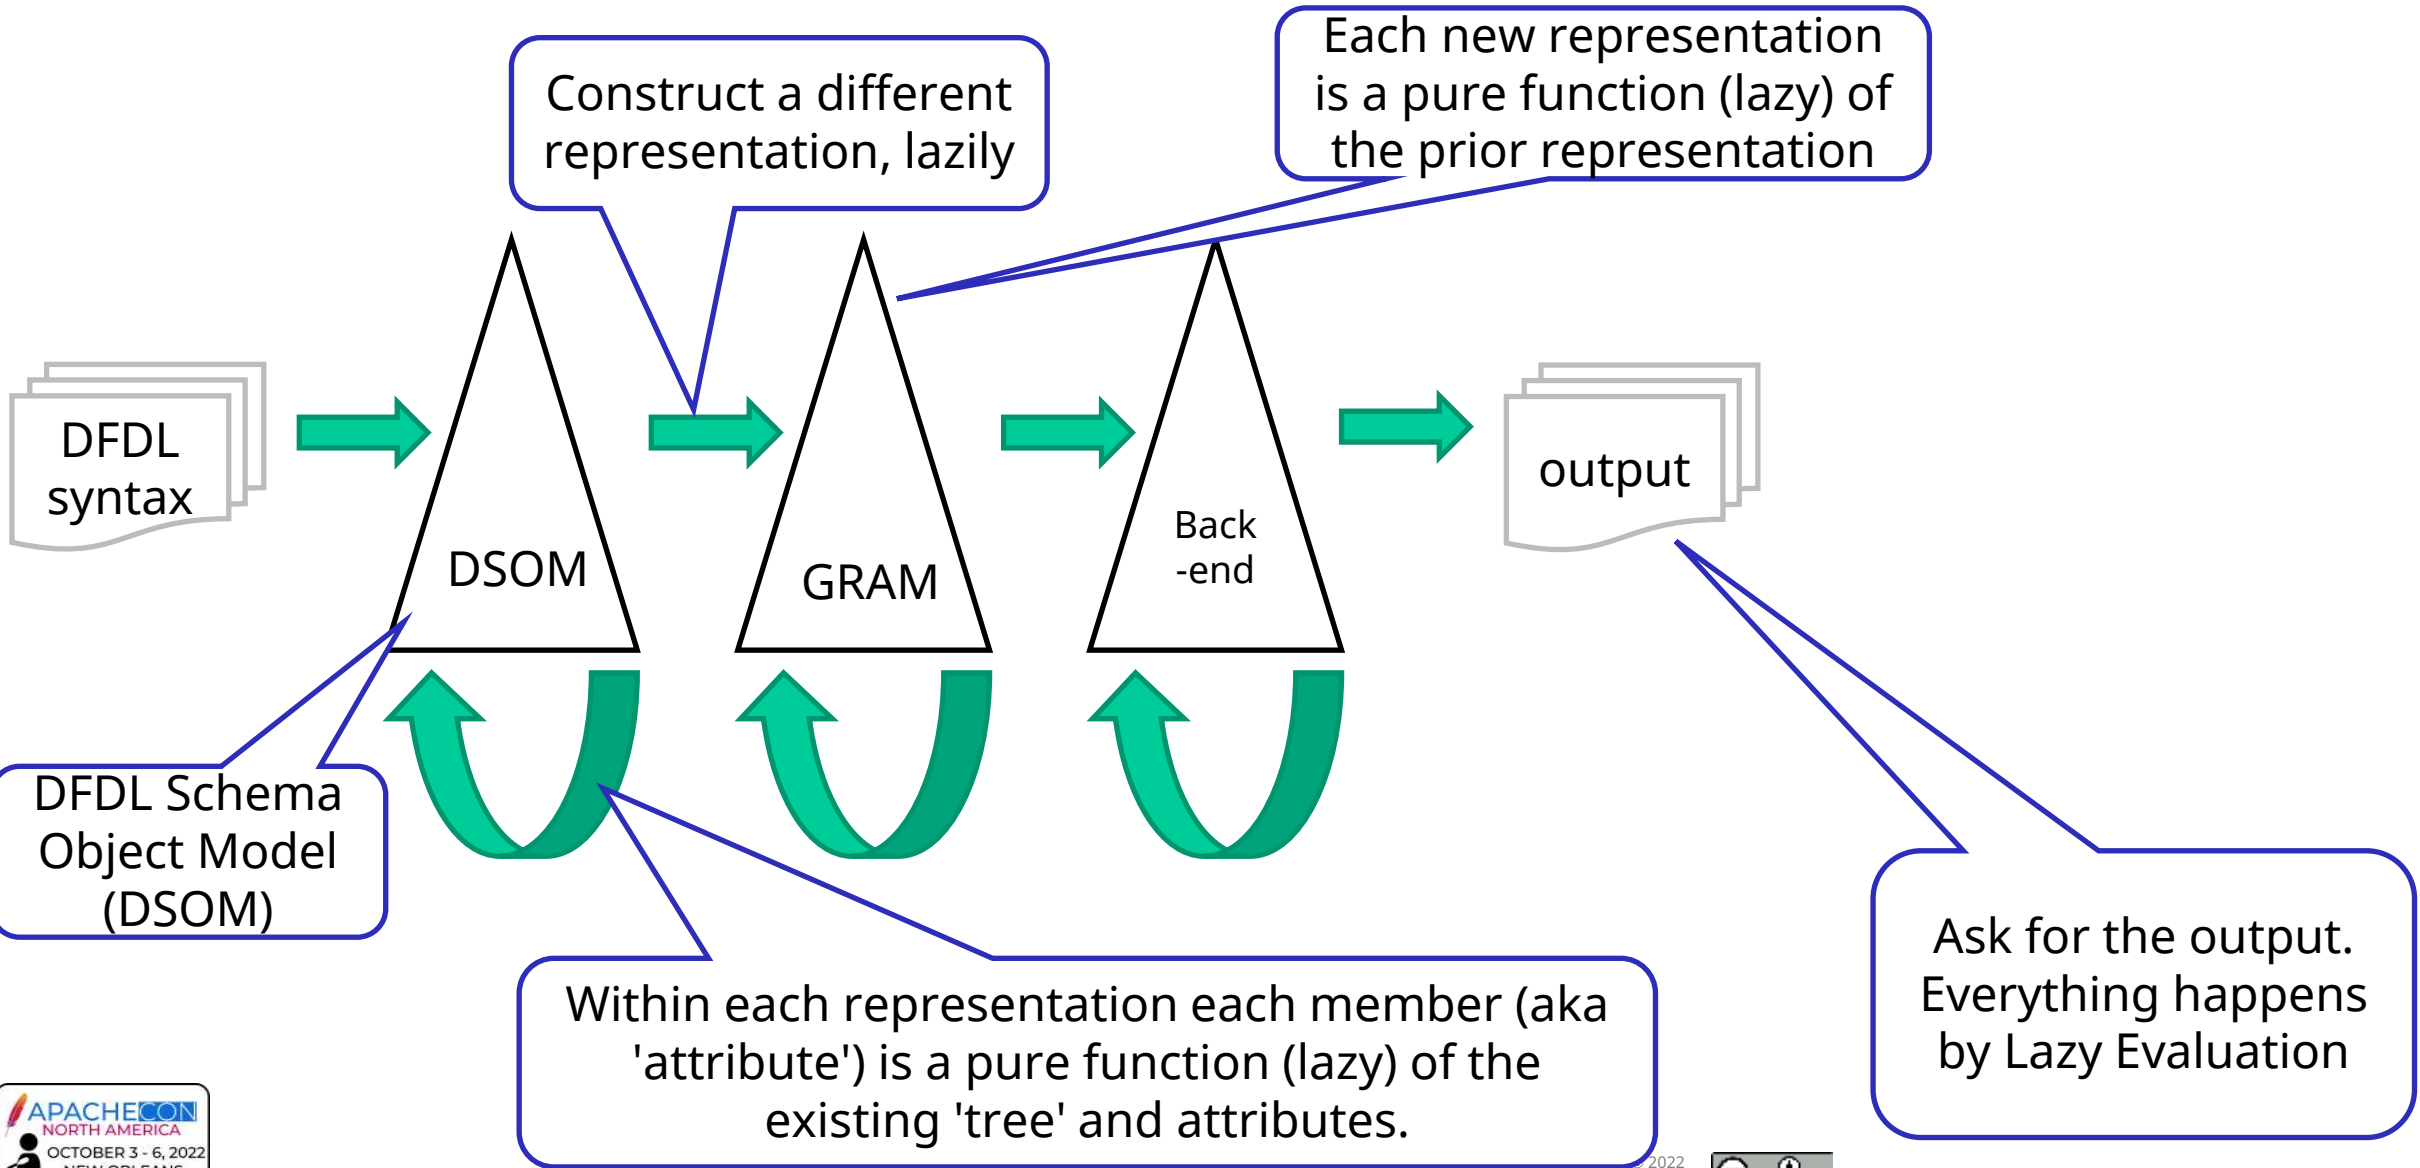 Each new representation
is a pure function (lazy) of
the prior representation
Construct a different
representation, lazily
DFDL
syntax
DSOM
GRAM
Back
-end
output
DFDL Schema
Object Model
(DSOM)
Within each representation each member (aka
'attribute') is a pure function (lazy) of the
existing 'tree' and attributes.
Ask for the output.
Everything happens
by Lazy Evaluation
APACHECON
NORTH AMERICA
OCTOBER 3 - 6, 2022
NEW ORLEANS
2022